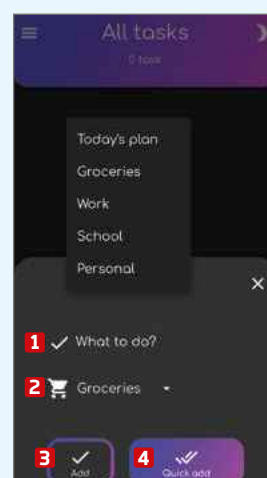 All tasks
0 task
Today's plan
Groceries
Work
School
Personal
1 What to do?
2 Groceries
3 Add
4 Quick add